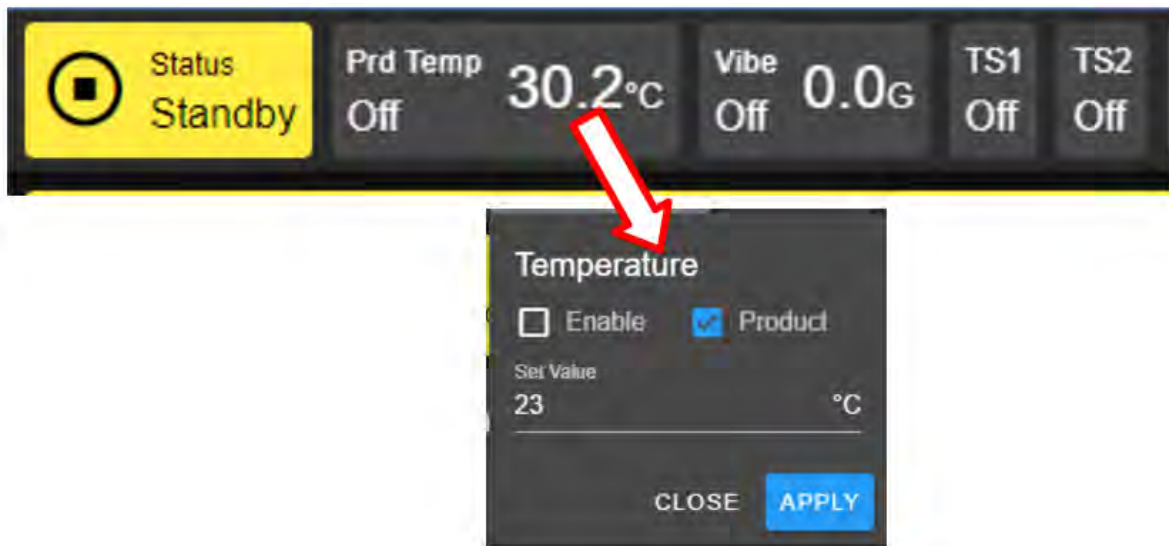 Status
Standby
Prd Temp
Off
30.2°C
Vibe
Off
0.0G
TS1
Off
TS2
Off
Temperature
Enable
Product
Set Value
23 °C
CLOSE APPLY